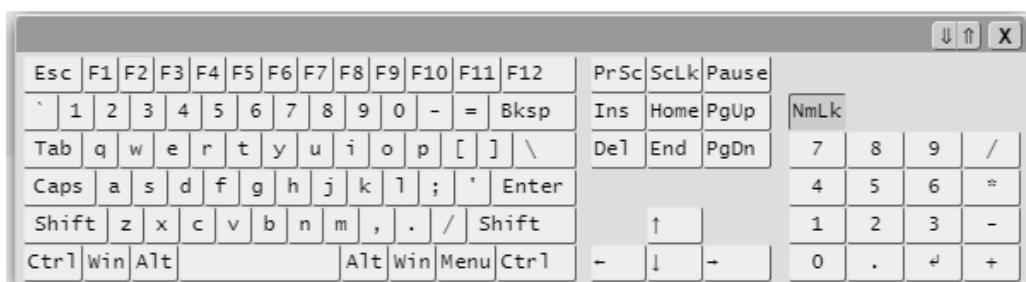 ⇓ ⇑ X
Esc F1 F2 F3 F4 F5 F6 F7 F8 F9 F10 F11 F12 PrSc ScLk Pause
` 1 2 3 4 5 6 7 8 9 0 - = Bksp Ins Home PgUp NmLk
Tab q w e r t y u i o p [ ] \ Del End PgDn 7 8 9 /
Caps a s d f g h j k l ; ' Enter 4 5 6 *
Shift z x c v b n m , . / Shift ↑ 1 2 3 -
Ctrl Win Alt Alt Win Menu Ctrl ← ↓ → 0 . ↵ +